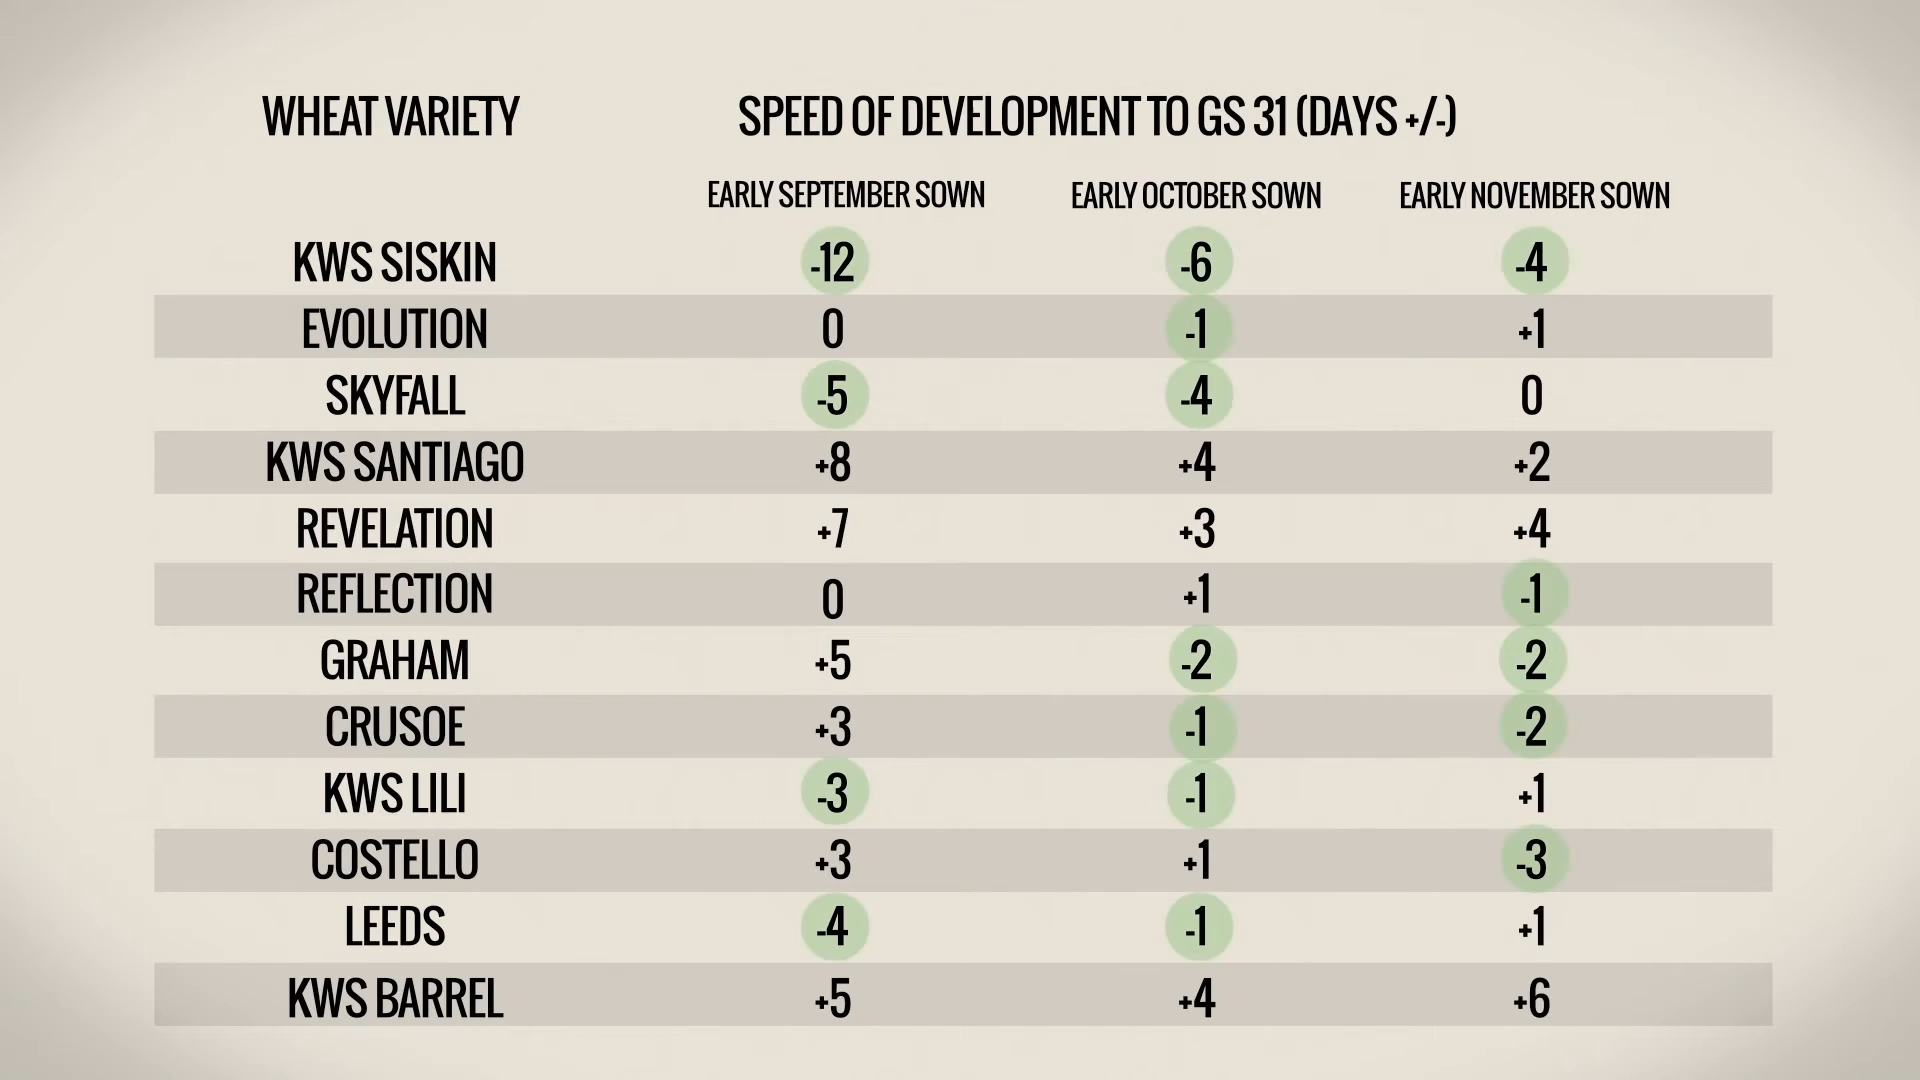 WHEAT VARIETY SPEED OF DEVELOPMENT TO GS 31 (DAYS +/-)
EARLY SEPTEMBER SOWN EARLY OCTOBER SOWN EARLY NOVEMBER SOWN
KWS SISKIN -12 -6 -4
EVOLUTION 0 -1 +1
SKYFALL -5 -4 0
KWS SANTIAGO +8 +4 +2
REVELATION +7 +3 +4
REFLECTION 0 +1 -1
GRAHAM +5 -2 -2
CRUSOE +3 -1 -2
KWS LILI -3 -1 +1
COSTELLO +3 +1 -3
LEEDS -4 -1 +1
KWS BARREL +5 +4 +6